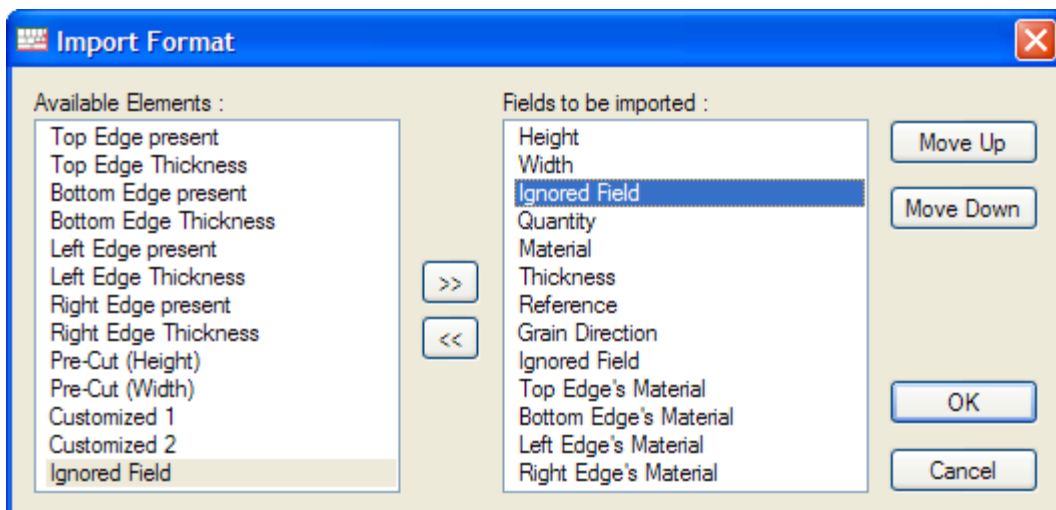 Import Format
Available Elements :
Top Edge present
Top Edge Thickness
Bottom Edge present
Bottom Edge Thickness
Left Edge present
Left Edge Thickness
Right Edge present
Right Edge Thickness
Pre-Cut (Height)
Pre-Cut (Width)
Customized 1
Customized 2
Ignored Field
>>
<<
Fields to be imported :
Height
Width
Ignored Field
Quantity
Material
Thickness
Reference
Grain Direction
Ignored Field
Top Edge's Material
Bottom Edge's Material
Left Edge's Material
Right Edge's Material
Move Up
Move Down
OK
Cancel